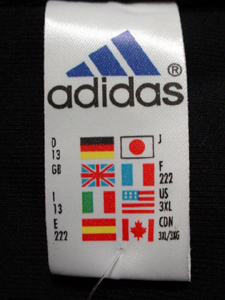 ®
adidas
D J
13
GB F
222
I US
13 3XL
E CDN
222 3XL/3XG